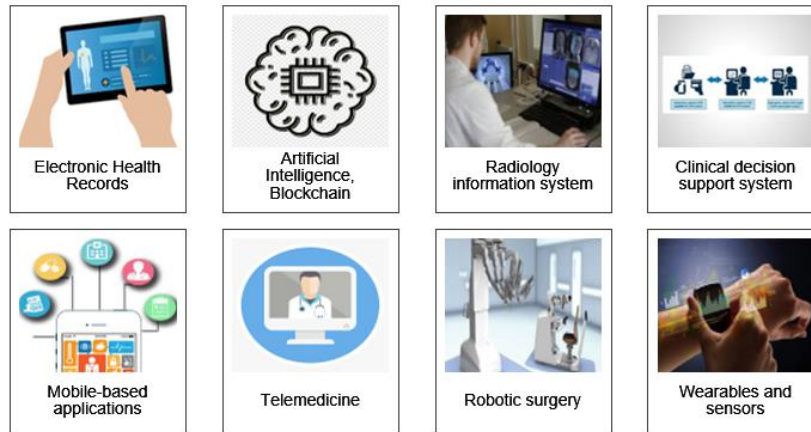 Electronic Health
Records
Artificial
Intelligence,
Blockchain
Radiology
information system
Clinical decision
support system
Mobile-based
applications
Telemedicine
Robotic surgery
Wearables and
sensors